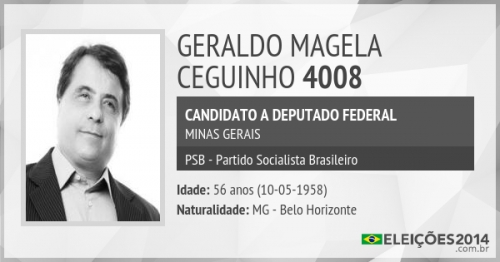 GERALDO MAGELA
CEGUINHO 4008
CANDIDATO A DEPUTADO FEDERAL
MINAS GERAIS
PSB - Partido Socialista Brasileiro
Idade: 56 anos (10-05-1958)
Naturalidade: MG - Belo Horizonte
ELEIÇÕES2014
.com.br